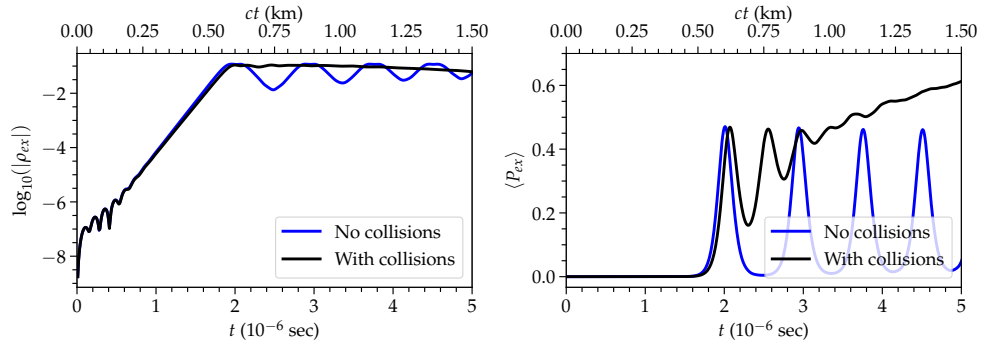 ct (km)
0.00 0.25 0.50 0.75 1.00 1.25 1.50
−2
−4
−6
−8
log₁₀(|ρₑₓ|)
No collisions
With collisions
0 1 2 3 4 5
t (10⁻⁶ sec)
ct (km)
0.00 0.25 0.50 0.75 1.00 1.25 1.50
0.6
0.4
0.2
0.0
⟨Pₑₓ⟩
No collisions
With collisions
0 1 2 3 4 5
t (10⁻⁶ sec)